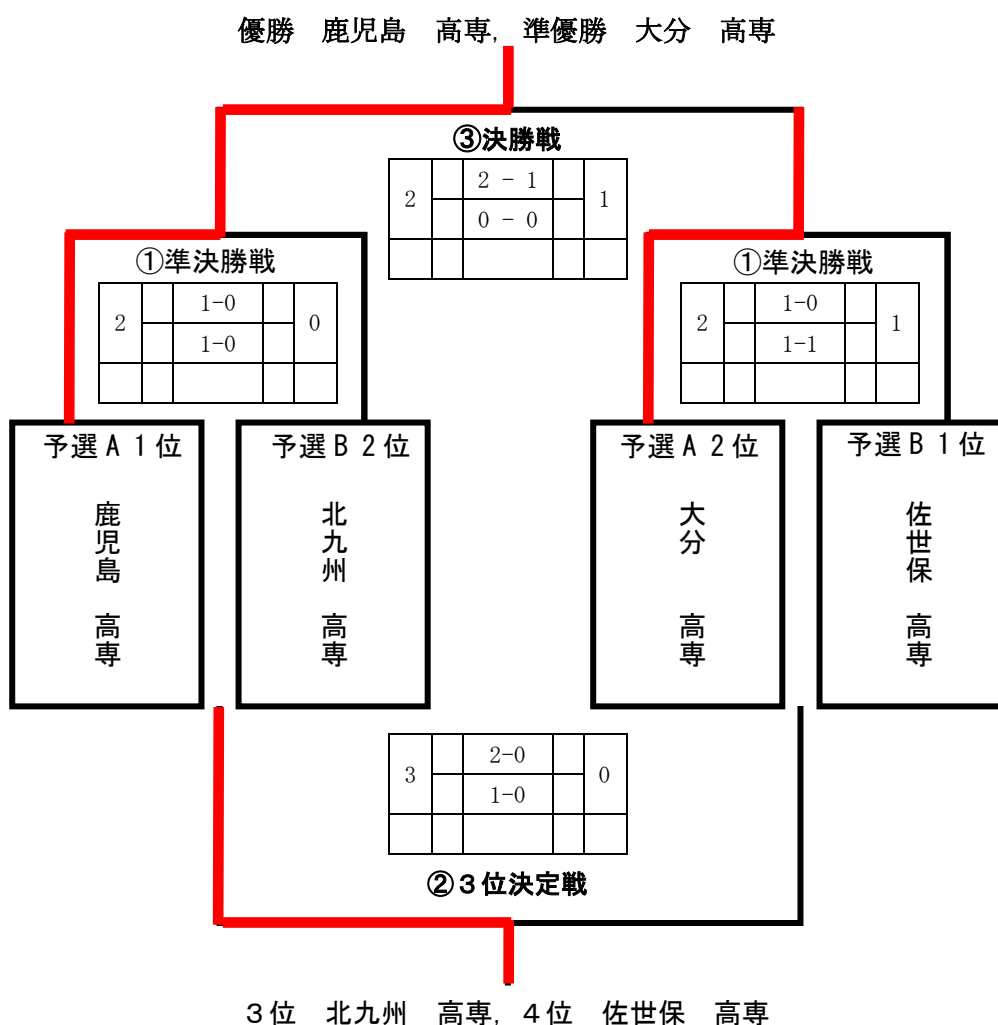 優勝　鹿児島　高専,　準優勝　大分　高専
③決勝戦
2　2 - 1　1
0 - 0
①準決勝戦
2　1-0　0
1-0
①準決勝戦
2　1-0　1
1-1
予選Ａ１位
鹿児島　高専
予選Ｂ２位
北九州　高専
予選Ａ２位
大分　高専
予選Ｂ１位
佐世保　高専
3　2-0　0
1-0
②３位決定戦
３位　北九州　高専,　４位　佐世保　高専